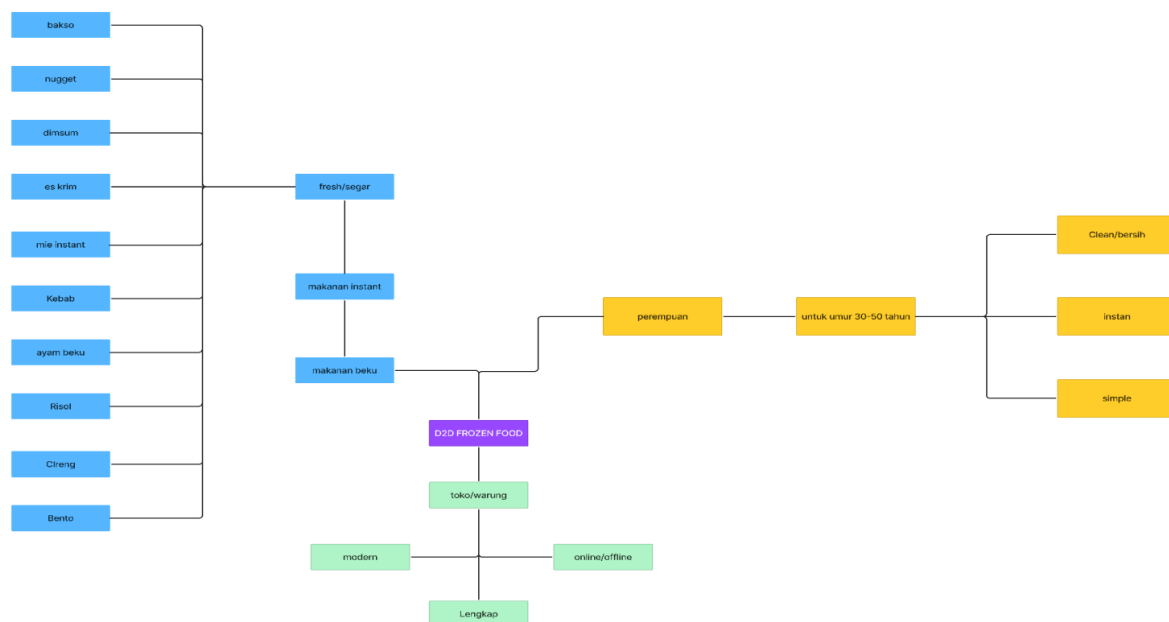 bakso
nugget
dimsum
es krim
mie instant
Kebab
ayam beku
Risol
CIreng
Bento
fresh/segar
makanan instant
makanan beku
D2D FROZEN FOOD
toko/warung
modern
online/offline
Lengkap
perempuan
untuk umur 30-50 tahun
Clean/bersih
instan
simple